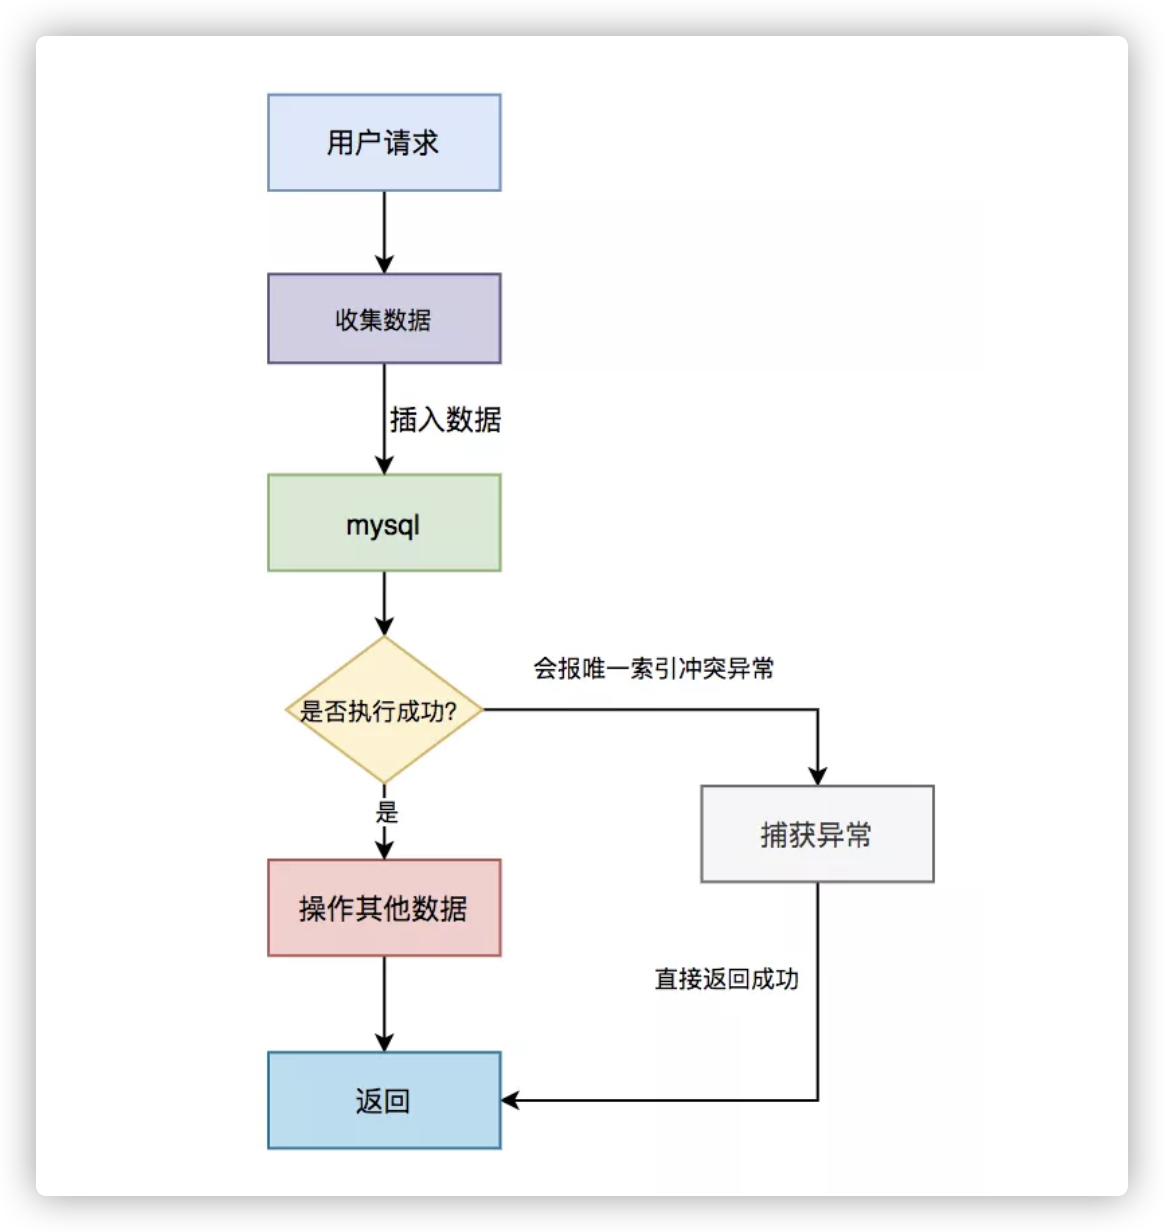 用户请求
收集数据
插入数据
mysql
会报唯一索引冲突异常
是否执行成功?
是
捕获异常
操作其他数据
直接返回成功
返回